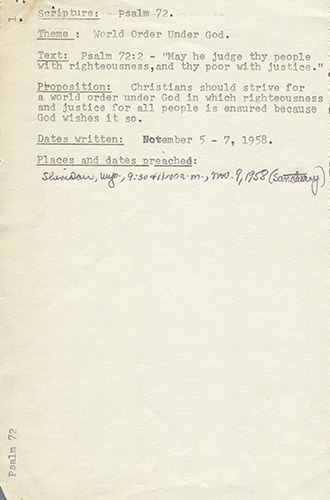 1. Scripture: Psalm 72.
Theme : World Order Under God.
Text: Psalm 72:2 - "May he judge thy people
with righteousness,and thy poor with justice."
Proposition: Christians should strive for
a world order under God in which righteousness
and justice for all people is ensured because
God wishes it so.
Dates written: November 5 - 7, 1958.
Places and dates preached:
Sheridan, Wyo., 9:30 & 11:00 a.m., Nov. 9, 1958 (Sanctuary)
Psalm 72